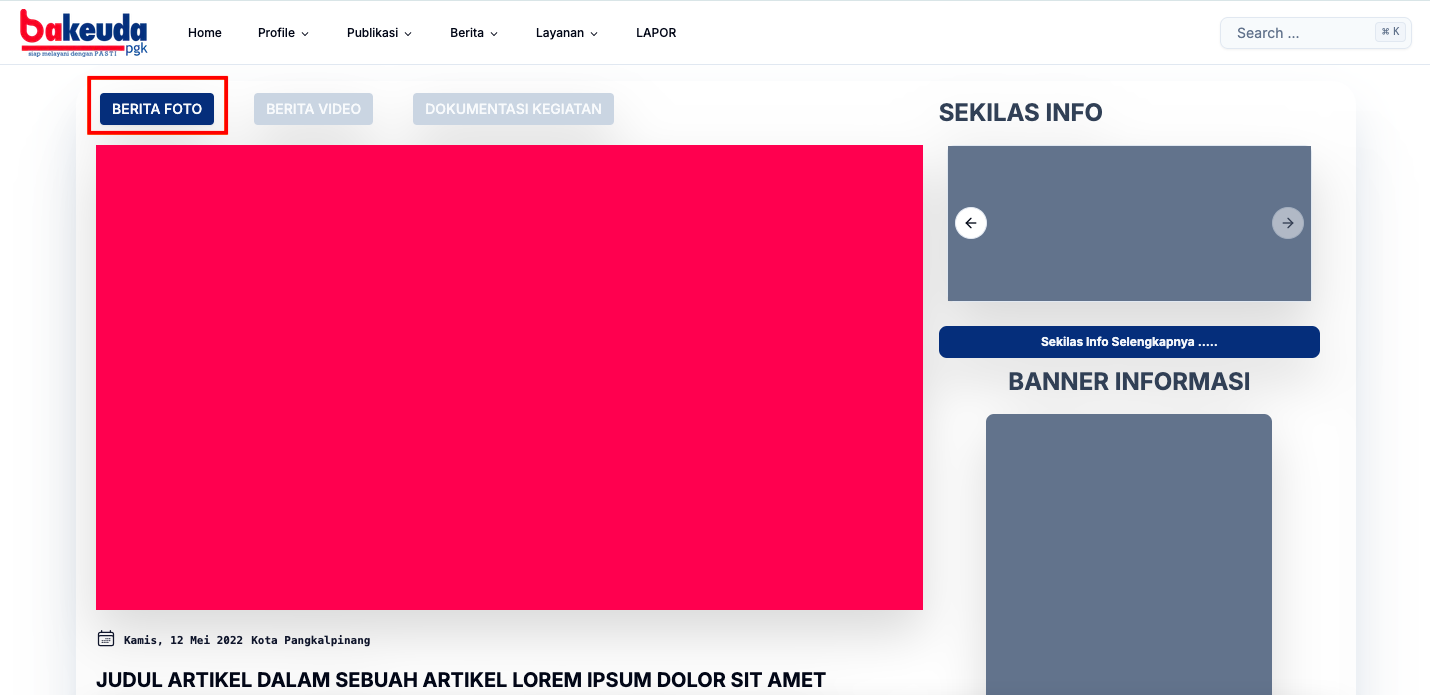 bakeuda
pgk
siap melayani dengan PASTI
Home
Profile
Publikasi
Berita
Layanan
LAPOR
Search ...
⌘ K
BERITA FOTO
BERITA VIDEO
DOKUMENTASI KEGIATAN
SEKILAS INFO
Sekilas Info Selengkapnya .....
BANNER INFORMASI
Kamis, 12 Mei 2022 Kota Pangkalpinang
JUDUL ARTIKEL DALAM SEBUAH ARTIKEL LOREM IPSUM DOLOR SIT AMET